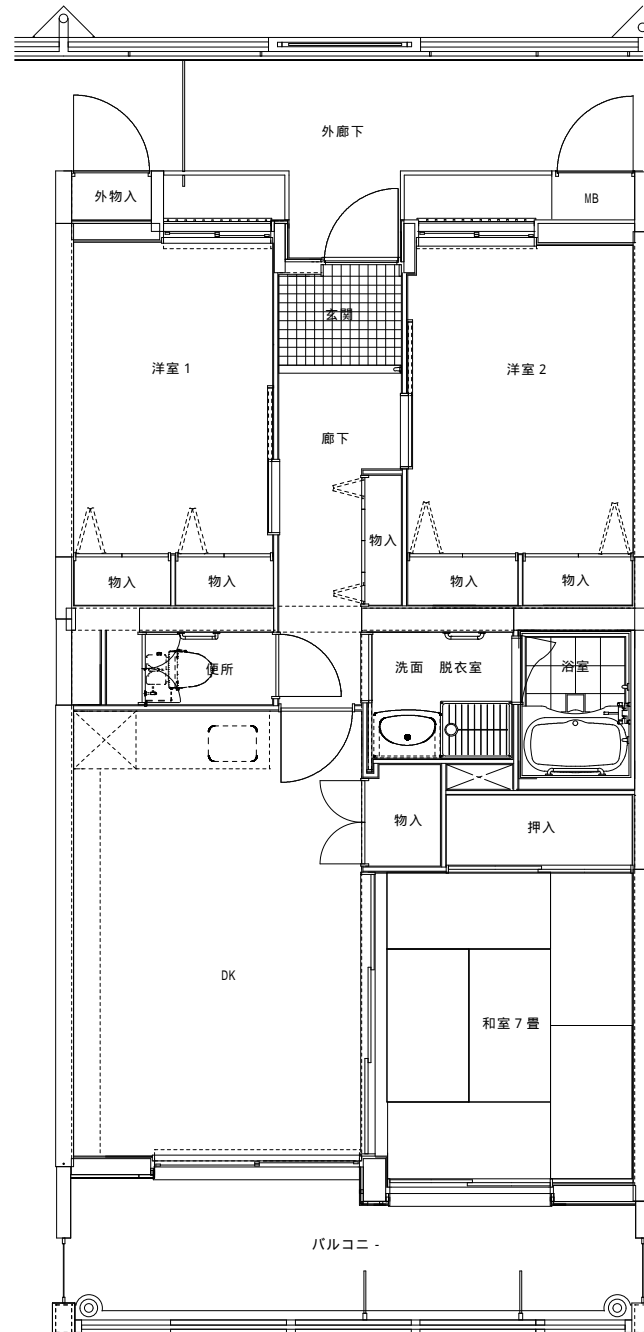 外廊下
外物入
MB
玄関
洋室 1
洋室 2
廊下
物入
物入
物入
物入
物入
便所
洗面 脱衣室
浴室
物入
押入
DK
和室 7 畳
バルコニ -